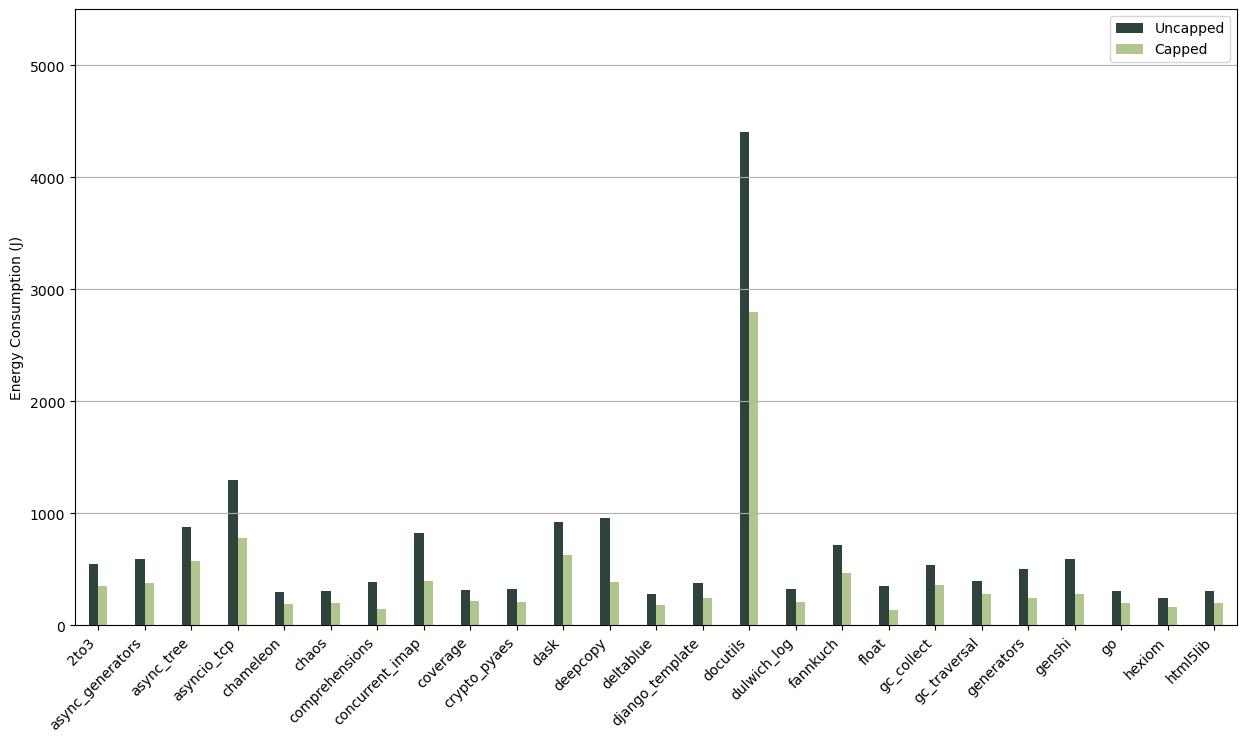 Uncapped
Capped
Energy Consumption (J)
5000
4000
3000
2000
1000
0
2to3
async_generators
async_tree
asyncio_tcp
chameleon
chaos
comprehensions
concurrent_imap
coverage
crypto_pyaes
dask
deepcopy
deltablue
django_template
docutils
dulwich_log
fannkuch
float
gc_collect
gc_traversal
generators
genshi
go
hexiom
html5lib